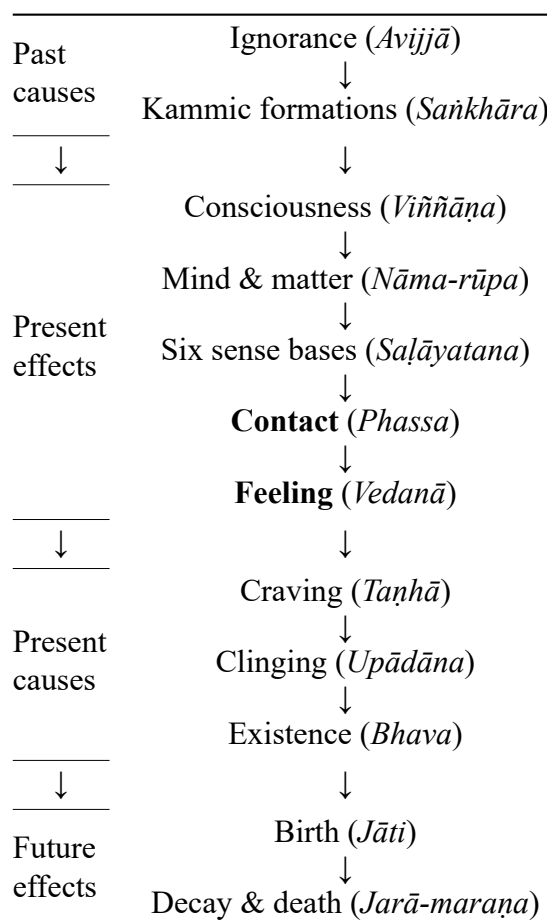 Past
causes
Ignorance (Avijjā)
↓
Kammic formations (Saṅkhāra)
↓ ↓
Present
effects
Consciousness (Viññāṇa)
↓
Mind & matter (Nāma-rūpa)
↓
Six sense bases (Saḷāyatana)
↓
Contact (Phassa)
↓
Feeling (Vedanā)
↓ ↓
Present
causes
Craving (Taṇhā)
↓
Clinging (Upādāna)
↓
Existence (Bhava)
↓ ↓
Future
effects
Birth (Jāti)
↓
Decay & death (Jarā-maraṇa)